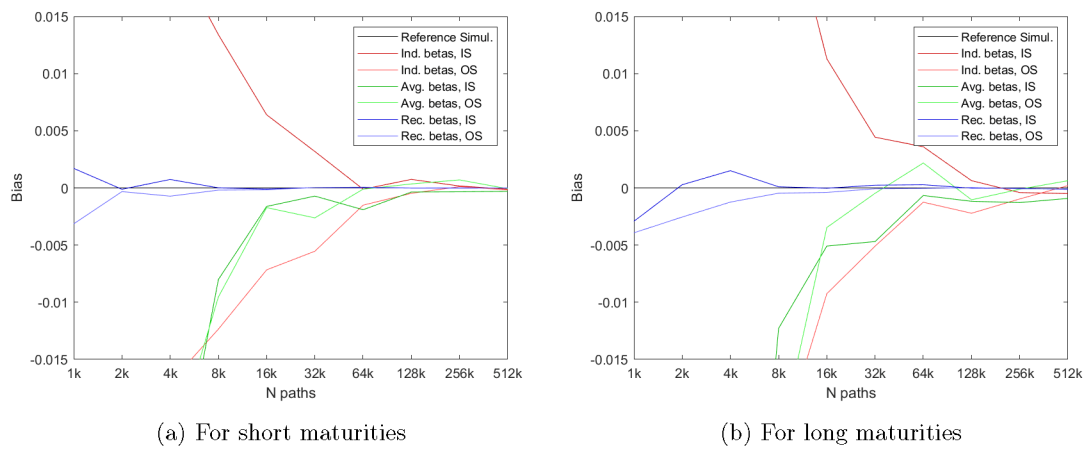 0.015
0.01
0.005
0
-0.005
-0.01
-0.015
Bias
1k 2k 4k 8k 16k 32k 64k 128k 256k 512k
N paths
Reference Simul.
Ind. betas, IS
Ind. betas, OS
Avg. betas, IS
Avg. betas, OS
Rec. betas, IS
Rec. betas, OS
(a) For short maturities
0.015
0.01
0.005
0
-0.005
-0.01
-0.015
Bias
1k 2k 4k 8k 16k 32k 64k 128k 256k 512k
N paths
Reference Simul.
Ind. betas, IS
Ind. betas, OS
Avg. betas, IS
Avg. betas, OS
Rec. betas, IS
Rec. betas, OS
(b) For long maturities